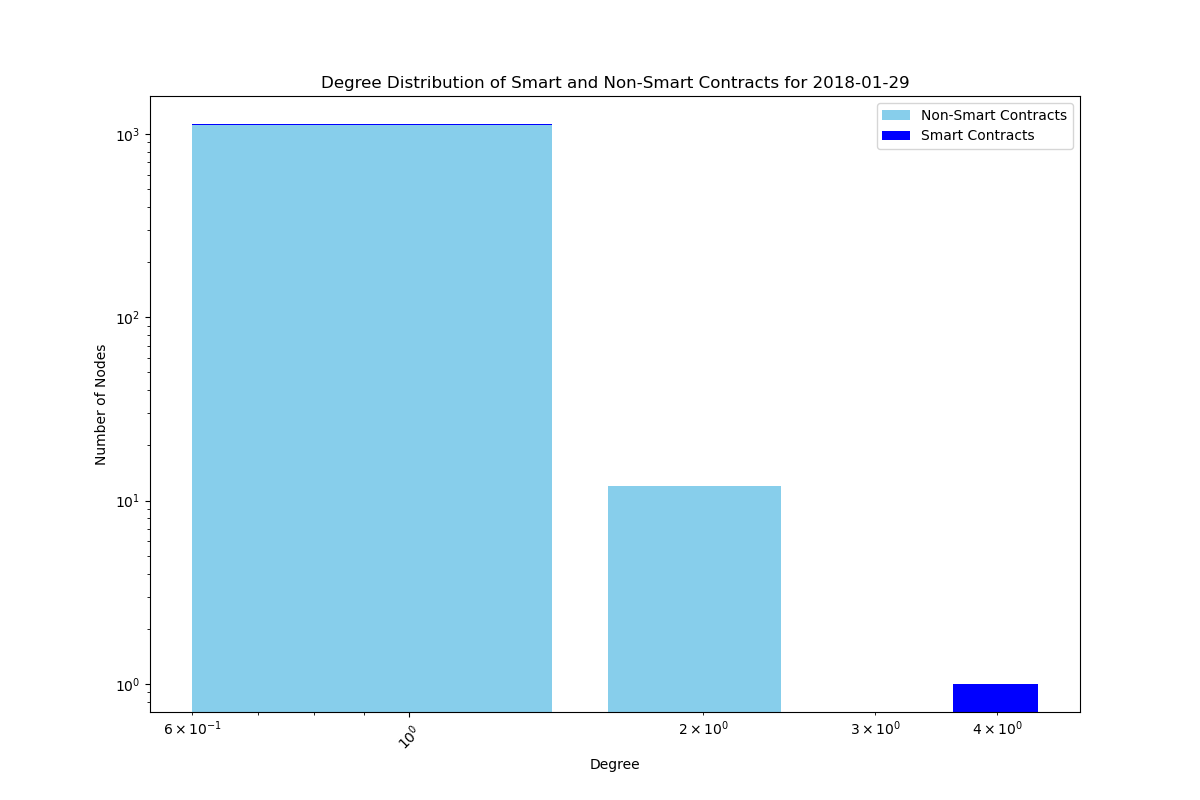 Degree Distribution of Smart and Non-Smart Contracts for 2018-01-29
Non-Smart Contracts
Smart Contracts
Number of Nodes
10³
10²
10¹
10⁰
6 × 10⁻¹
10⁰
2 × 10⁰
3 × 10⁰
4 × 10⁰
Degree